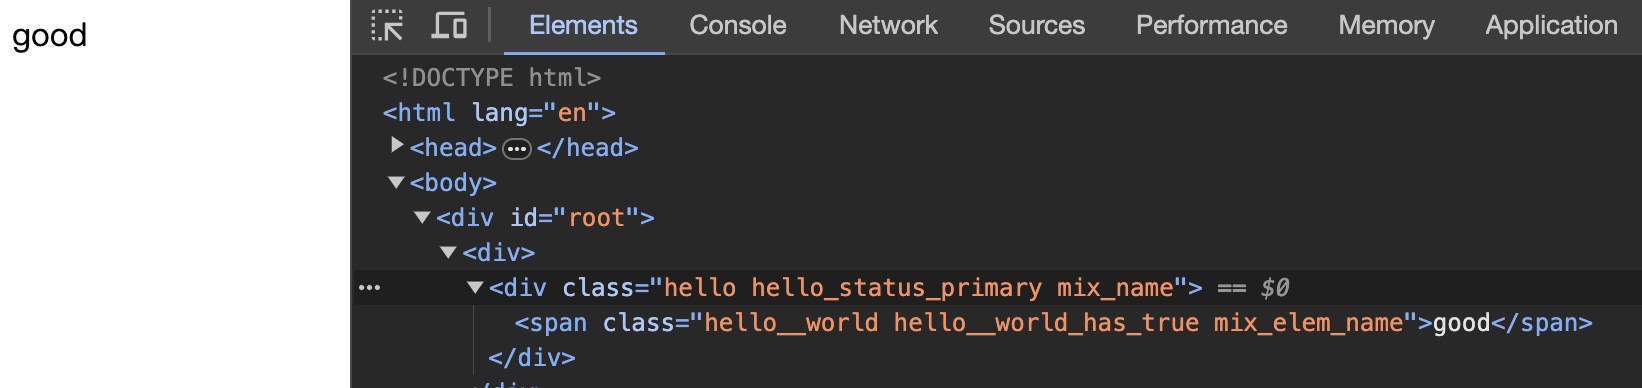 good
Elements Console Network Sources Performance Memory Application
<!DOCTYPE html>
<html lang="en">
<head> ••• </head>
<body>
<div id="root">
<div>
••• <div class="hello hello_status_primary mix_name"> == $0
<span class="hello__world hello__world_has_true mix_elem_name">good</span>
</div>
</div>